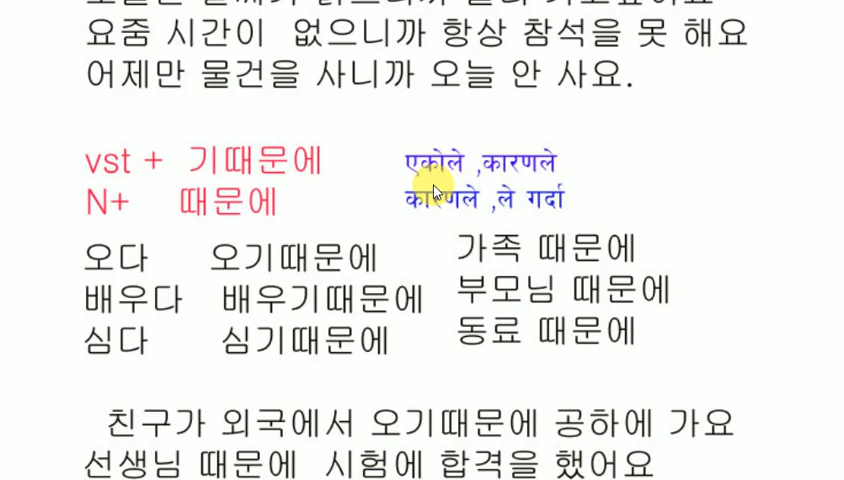 요줌 시간이 없으니까 항상 참석을 못 해요
어제만 물건을 사니까 오늘 안 사요.
vst + 기때문에 एकोले ,कारणले
N+ 때문에 कारणले ,ले गर्दा
오다 오기때문에 가족 때문에
배우다 배우기때문에 부모님 때문에
심다 심기때문에 동료 때문에
친구가 외국에서 오기때문에 공하에 가요
선생님 때문에 시험에 합격을 했어요